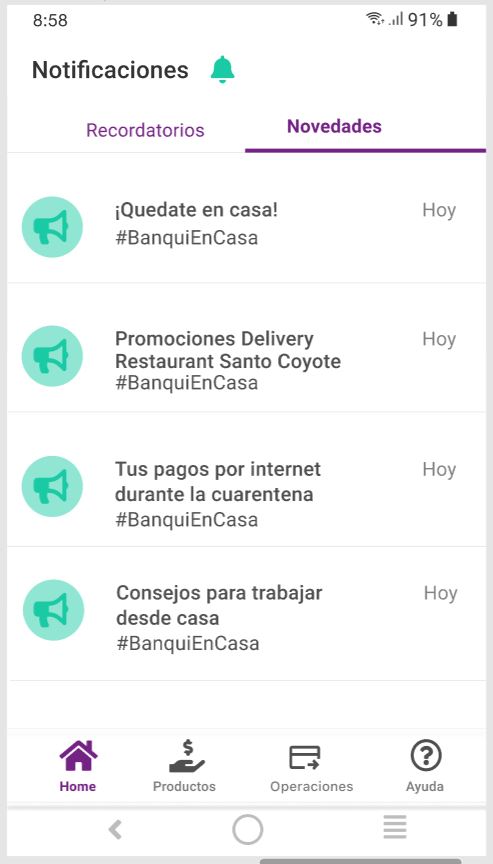 8:58
91%
Notificaciones
Recordatorios
Novedades
¡Quedate en casa!
Hoy
#BanquiEnCasa
Promociones Delivery
Hoy
Restaurant Santo Coyote
#BanquiEnCasa
Tus pagos por internet
Hoy
durante la cuarentena
#BanquiEnCasa
Consejos para trabajar
Hoy
desde casa
#BanquiEnCasa
Home
Productos
Operaciones
Ayuda